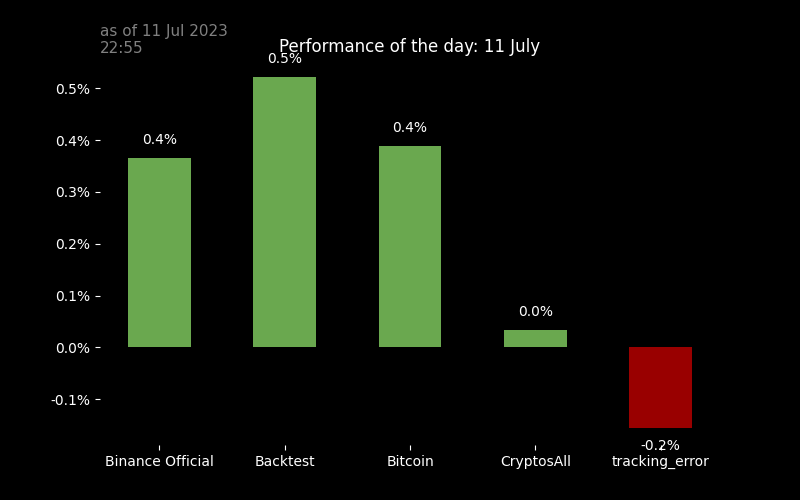 as of 11 Jul 2023
22:55
Performance of the day: 11 July
0.5%
0.4%
0.3%
0.2%
0.1%
0.0%
-0.1%
0.4%
0.5%
0.4%
0.0%
-0.2%
Binance Official
Backtest
Bitcoin
CryptosAll
tracking_error